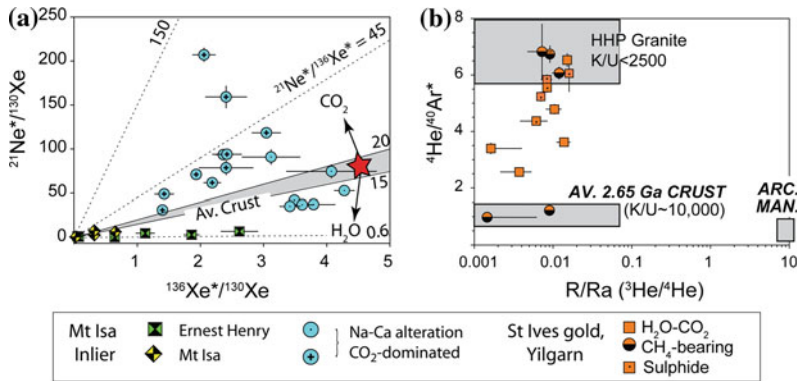 (a)
250
200
150
100
50
0
²¹Ne*/¹³⁰Xe
150
²¹Ne*/¹³⁶Xe* = 45
CO₂
20
15
Av. Crust
H₂O 0.6
0 1 2 3 4 5
¹³⁶Xe*/¹³⁰Xe
(b)
8
6
4
2
⁴He/⁴⁰Ar*
HHP Granite
K/U<2500
AV. 2.65 Ga CRUST
(K/U~10,000)
ARC.
MAN.
0.001 0.01 0.1 1 10
R/Ra (³He/⁴He)
Mt Isa
Inlier
Ernest Henry
Mt Isa
Na-Ca alteration
CO₂-dominated
St Ives gold,
Yilgarn
H₂O-CO₂
CH₄-bearing
Sulphide